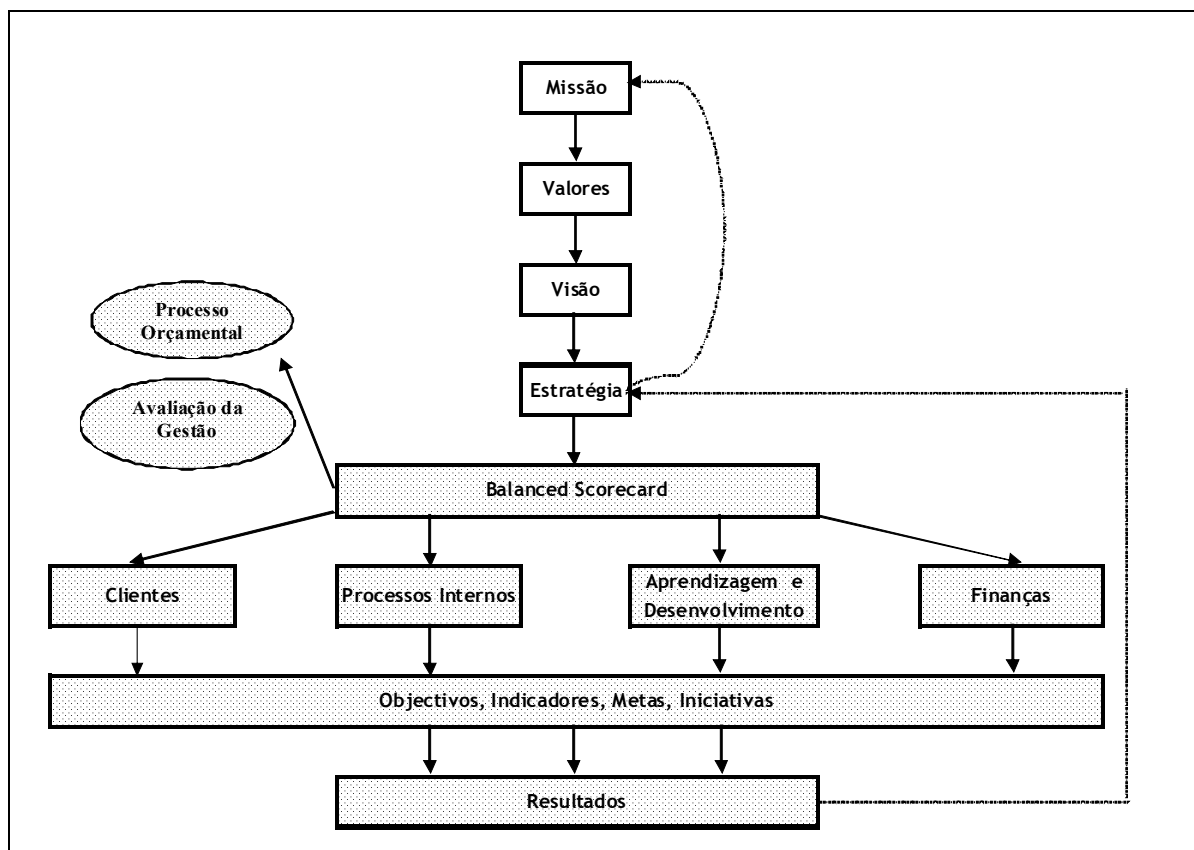 Missão
Valores
Visão
Processo
Orçamental
Estratégia
Avaliação da
Gestão
Balanced Scorecard
Clientes
Processos Internos
Aprendizagem e
Desenvolvimento
Finanças
Objectivos, Indicadores, Metas, Iniciativas
Resultados